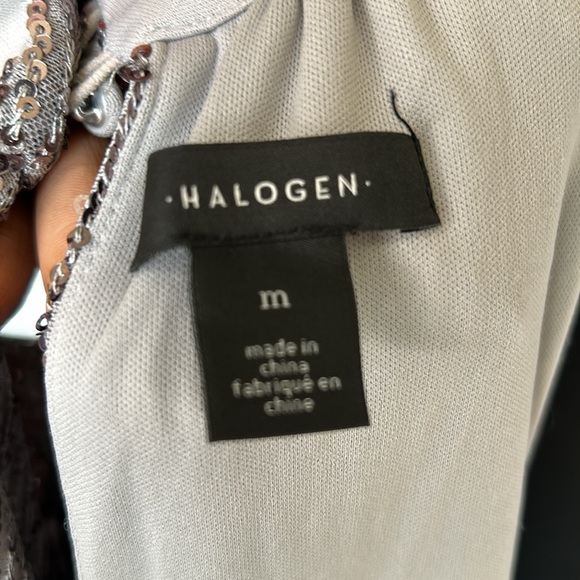 ·HALOGEN·
m
made in
china
fabriqué en
chine